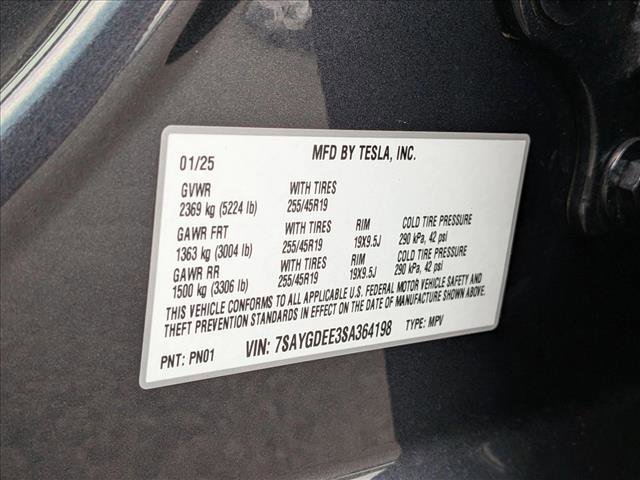 01/25 MFD BY TESLA, INC.
GVWR WITH TIRES
2369 kg (5224 lb) 255/45R19
GAWR FRT WITH TIRES RIM COLD TIRE PRESSURE
1363 kg (3004 lb) 255/45R19 19X9.5J 290 kPa, 42 psi
GAWR RR WITH TIRES RIM COLD TIRE PRESSURE
1500 kg (3306 lb) 255/45R19 19X9.5J 290 kPa, 42 psi
THIS VEHICLE CONFORMS TO ALL APPLICABLE U.S. FEDERAL MOTOR VEHICLE SAFETY AND
THEFT PREVENTION STANDARDS IN EFFECT ON THE DATE OF MANUFACTURE SHOWN ABOVE.
PNT: PN01 VIN: 7SAYGDEE3SA364198 TYPE: MPV